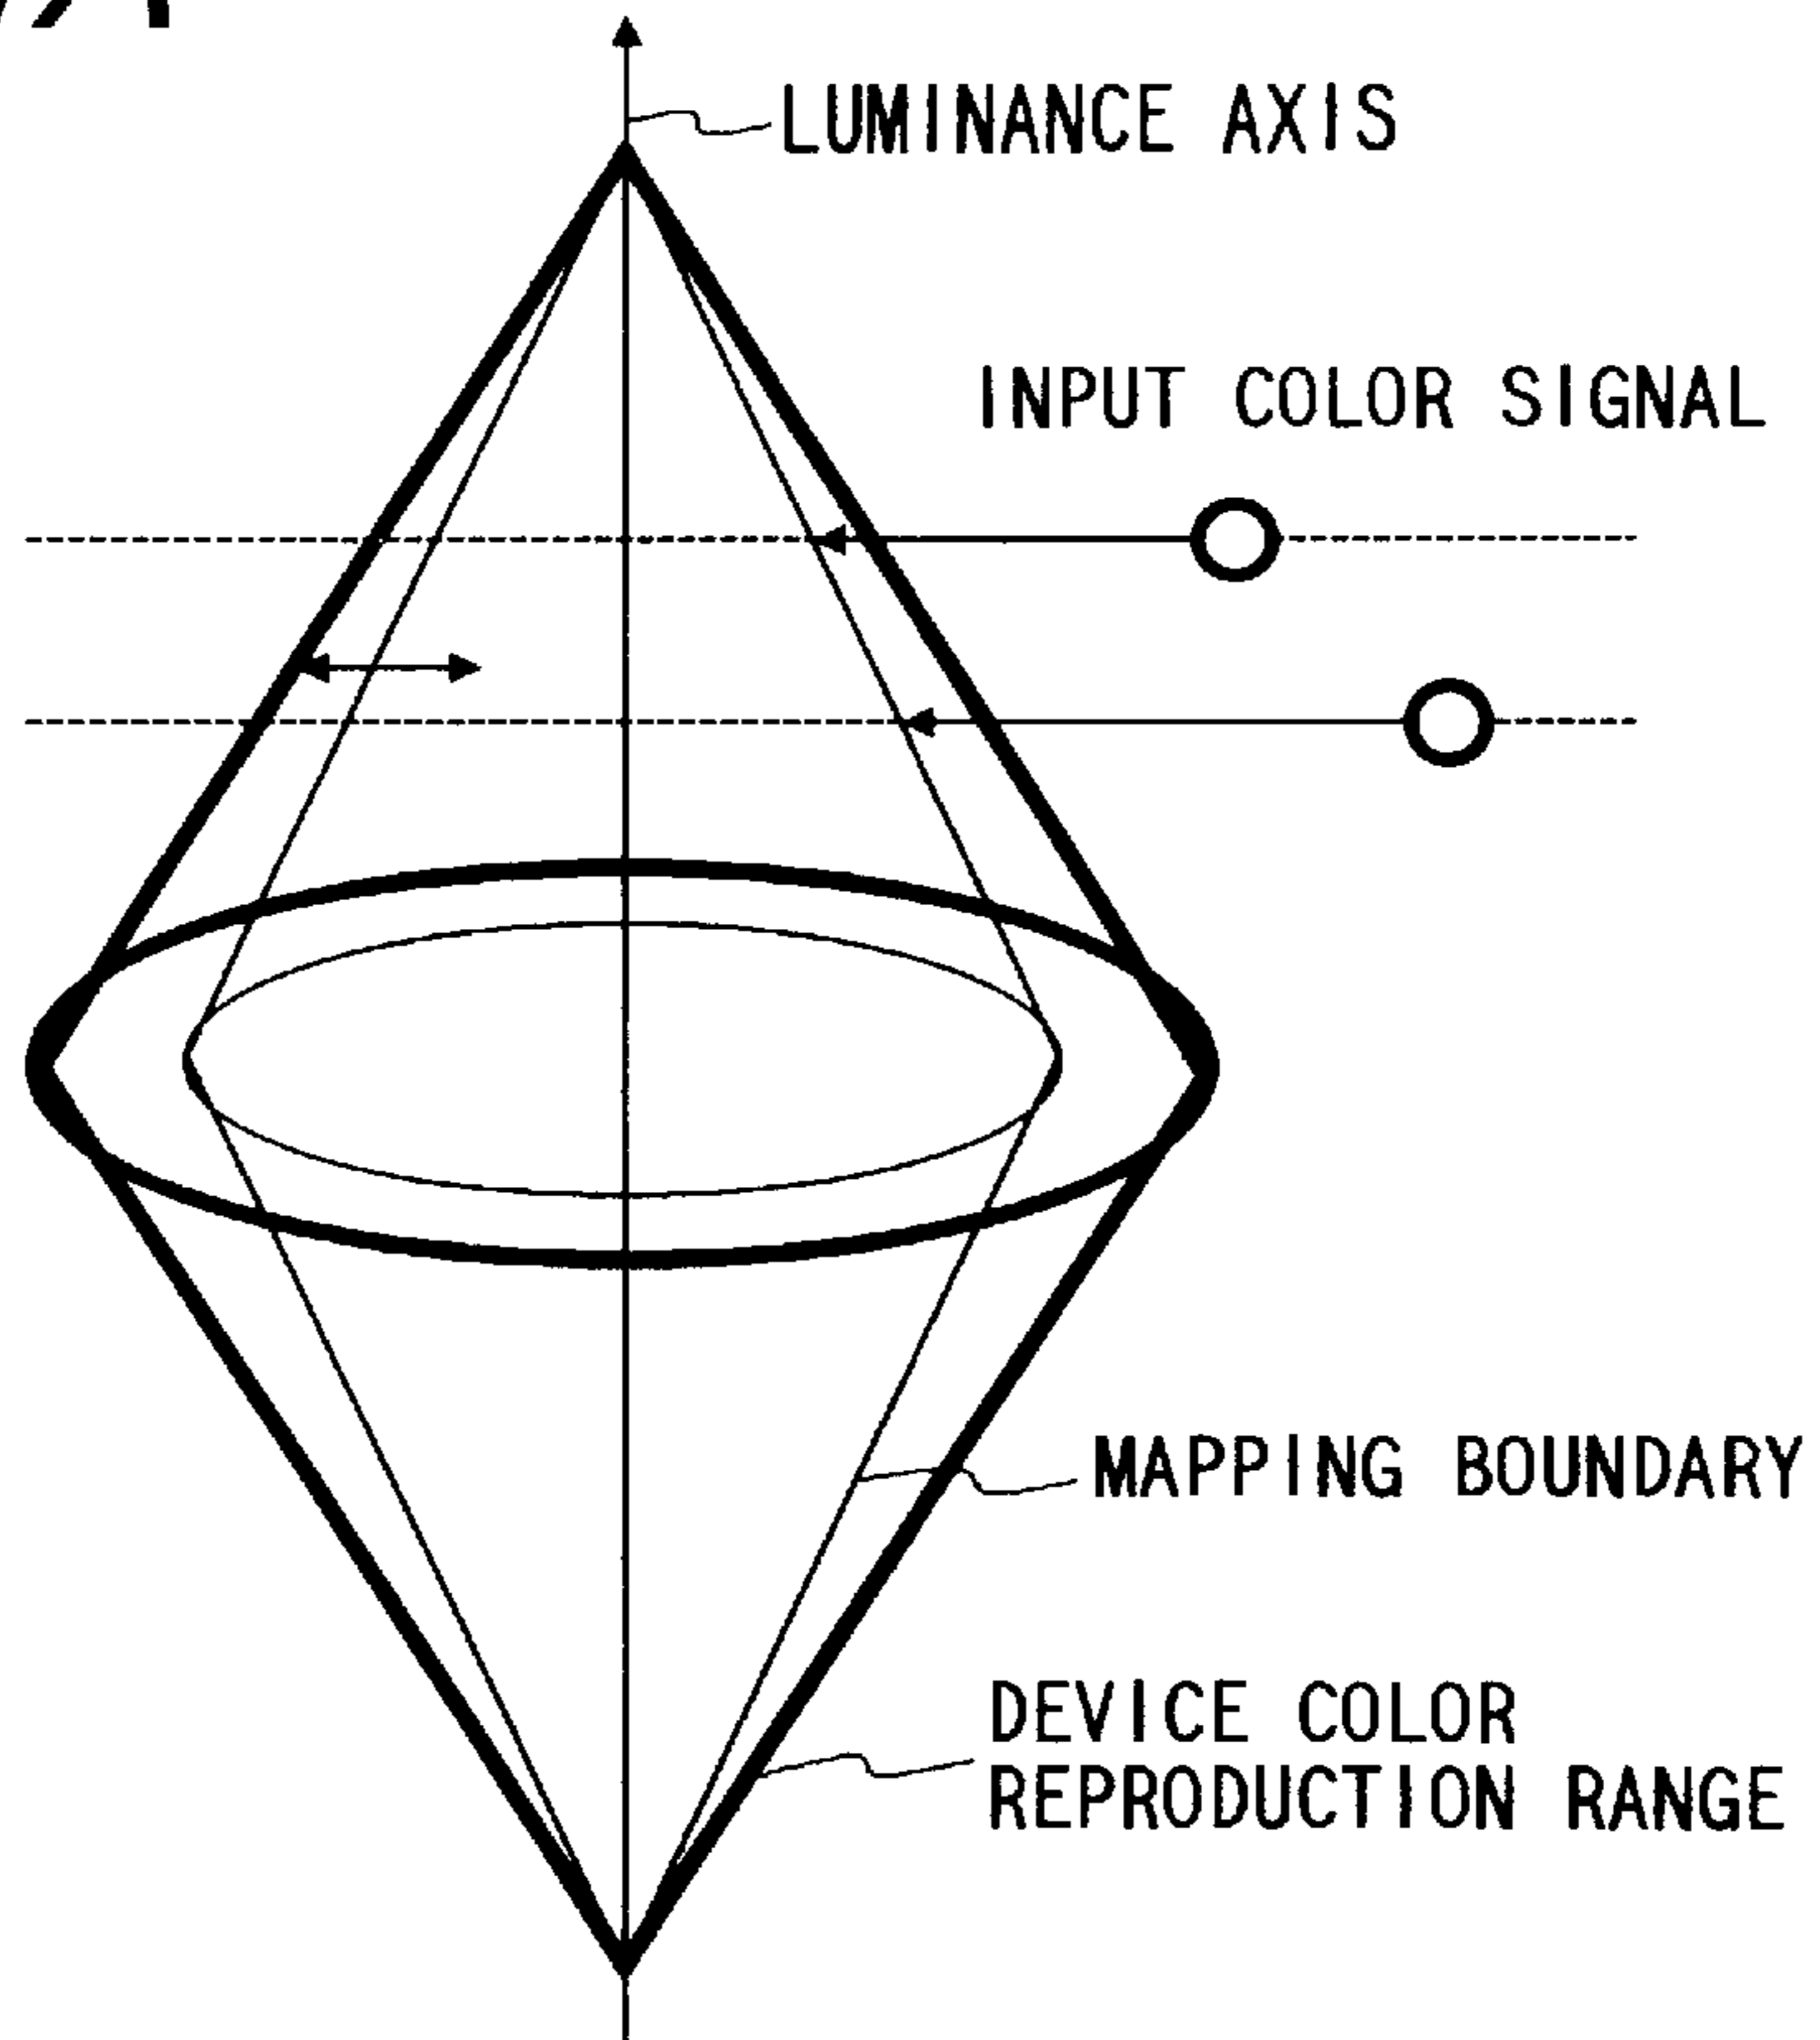 LUMINANCE AXIS
INPUT COLOR SIGNAL
MAPPING BOUNDARY
DEVICE COLOR
REPRODUCTION RANGE